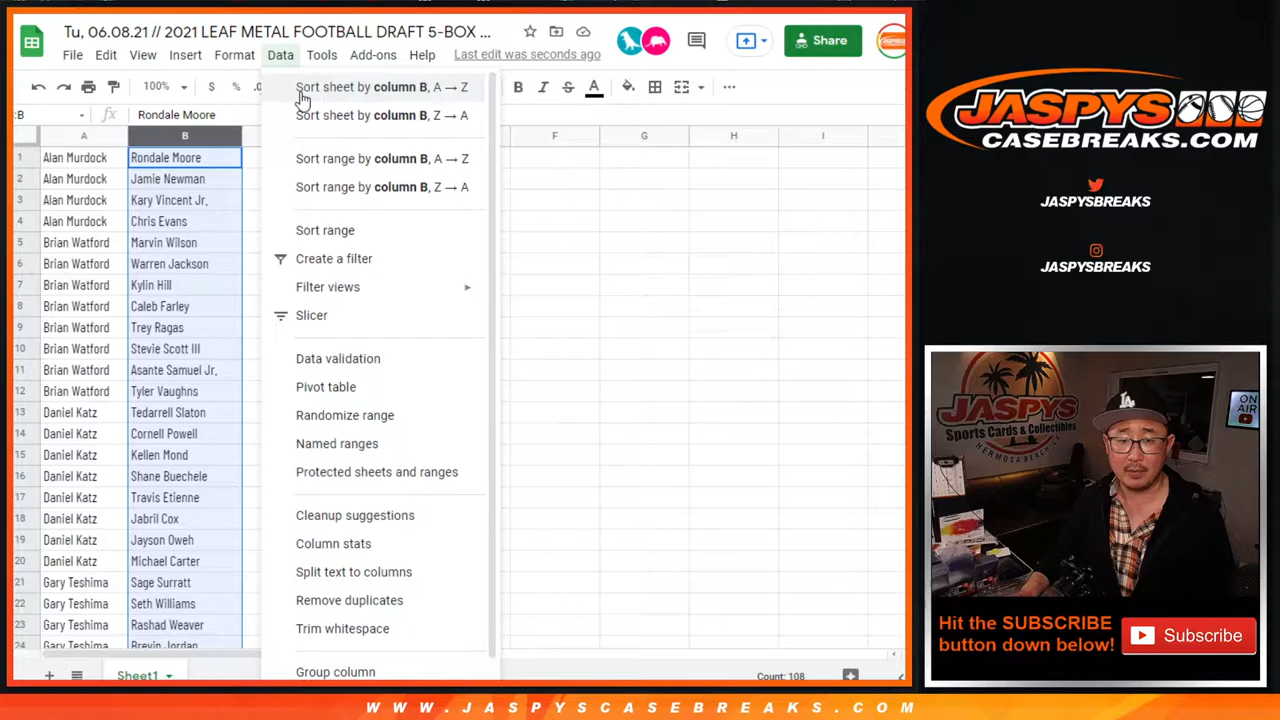 Tu, 06.08.21 // 2021 LEAF METAL FOOTBALL DRAFT 5-BOX ...
File Edit View Insert Format Data Tools Add-ons Help Last edit was seconds ago
Share
100% $ % .0 B I S A
:B fx Rondale Moore
A B F G H I
1 Alan Murdock Rondale Moore
2 Alan Murdock Jamie Newman
3 Alan Murdock Kary Vincent Jr.
4 Alan Murdock Chris Evans
5 Brian Watford Marvin Wilson
6 Brian Watford Warren Jackson
7 Brian Watford Kylin Hill
8 Brian Watford Caleb Farley
9 Brian Watford Trey Ragas
10 Brian Watford Stevie Scott III
11 Brian Watford Asante Samuel Jr.
12 Brian Watford Tyler Vaughns
13 Daniel Katz Tedarrell Slaton
14 Daniel Katz Cornell Powell
15 Daniel Katz Kellen Mond
16 Daniel Katz Shane Buechele
17 Daniel Katz Travis Etienne
18 Daniel Katz Jabril Cox
19 Daniel Katz Jayson Oweh
20 Daniel Katz Michael Carter
21 Gary Teshima Sage Surratt
22 Gary Teshima Seth Williams
23 Gary Teshima Rashad Weaver
24 Gary Teshima Brevin Jordan
Sort sheet by column B, A → Z
Sort sheet by column B, Z → A
Sort range by column B, A → Z
Sort range by column B, Z → A
Sort range
Create a filter
Filter views
Slicer
Data validation
Pivot table
Randomize range
Named ranges
Protected sheets and ranges
Cleanup suggestions
Column stats
Split text to columns
Remove duplicates
Trim whitespace
Group column
Sheet1
Count: 108
JASPYS
CASEBREAKS.COM
JASPYSBREAKS
JASPYSBREAKS
JASPYS
Sports Cards & Collectibles
HERMOSA BEACH, CA
LA
ON
AIR
Hit the SUBSCRIBE
button down below!
Subscribe
WWW.JASPYSCASEBREAKS.COM